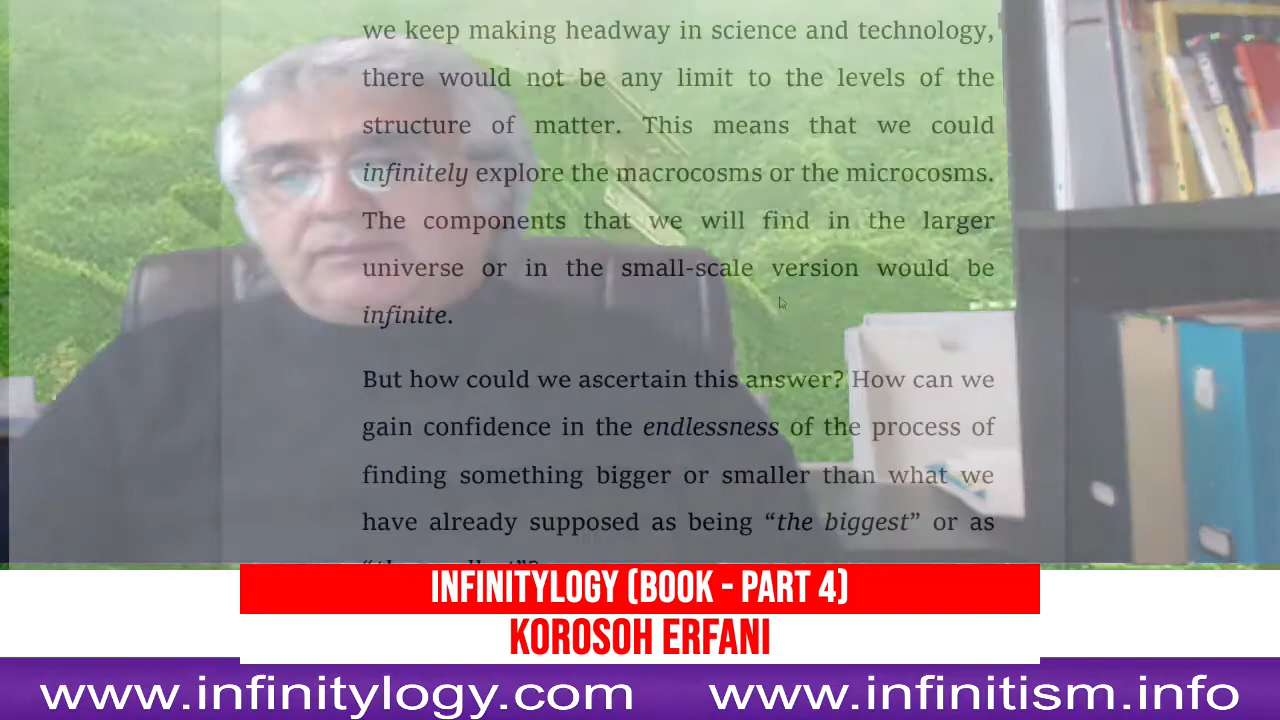 we keep making headway in science and technology,
there would not be any limit to the levels of the
structure of matter. This means that we could
infinitely explore the macrocosms or the microcosms.
The components that we will find in the larger
universe or in the small-scale version would be
infinite.
But how could we ascertain this answer? How can we
gain confidence in the endlessness of the process of
finding something bigger or smaller than what we
have already supposed as being “the biggest” or as
INFINITYLOGY (BOOK - PART 4)
KOROSOH ERFANI
www.infinitylogy.com www.infinitism.info